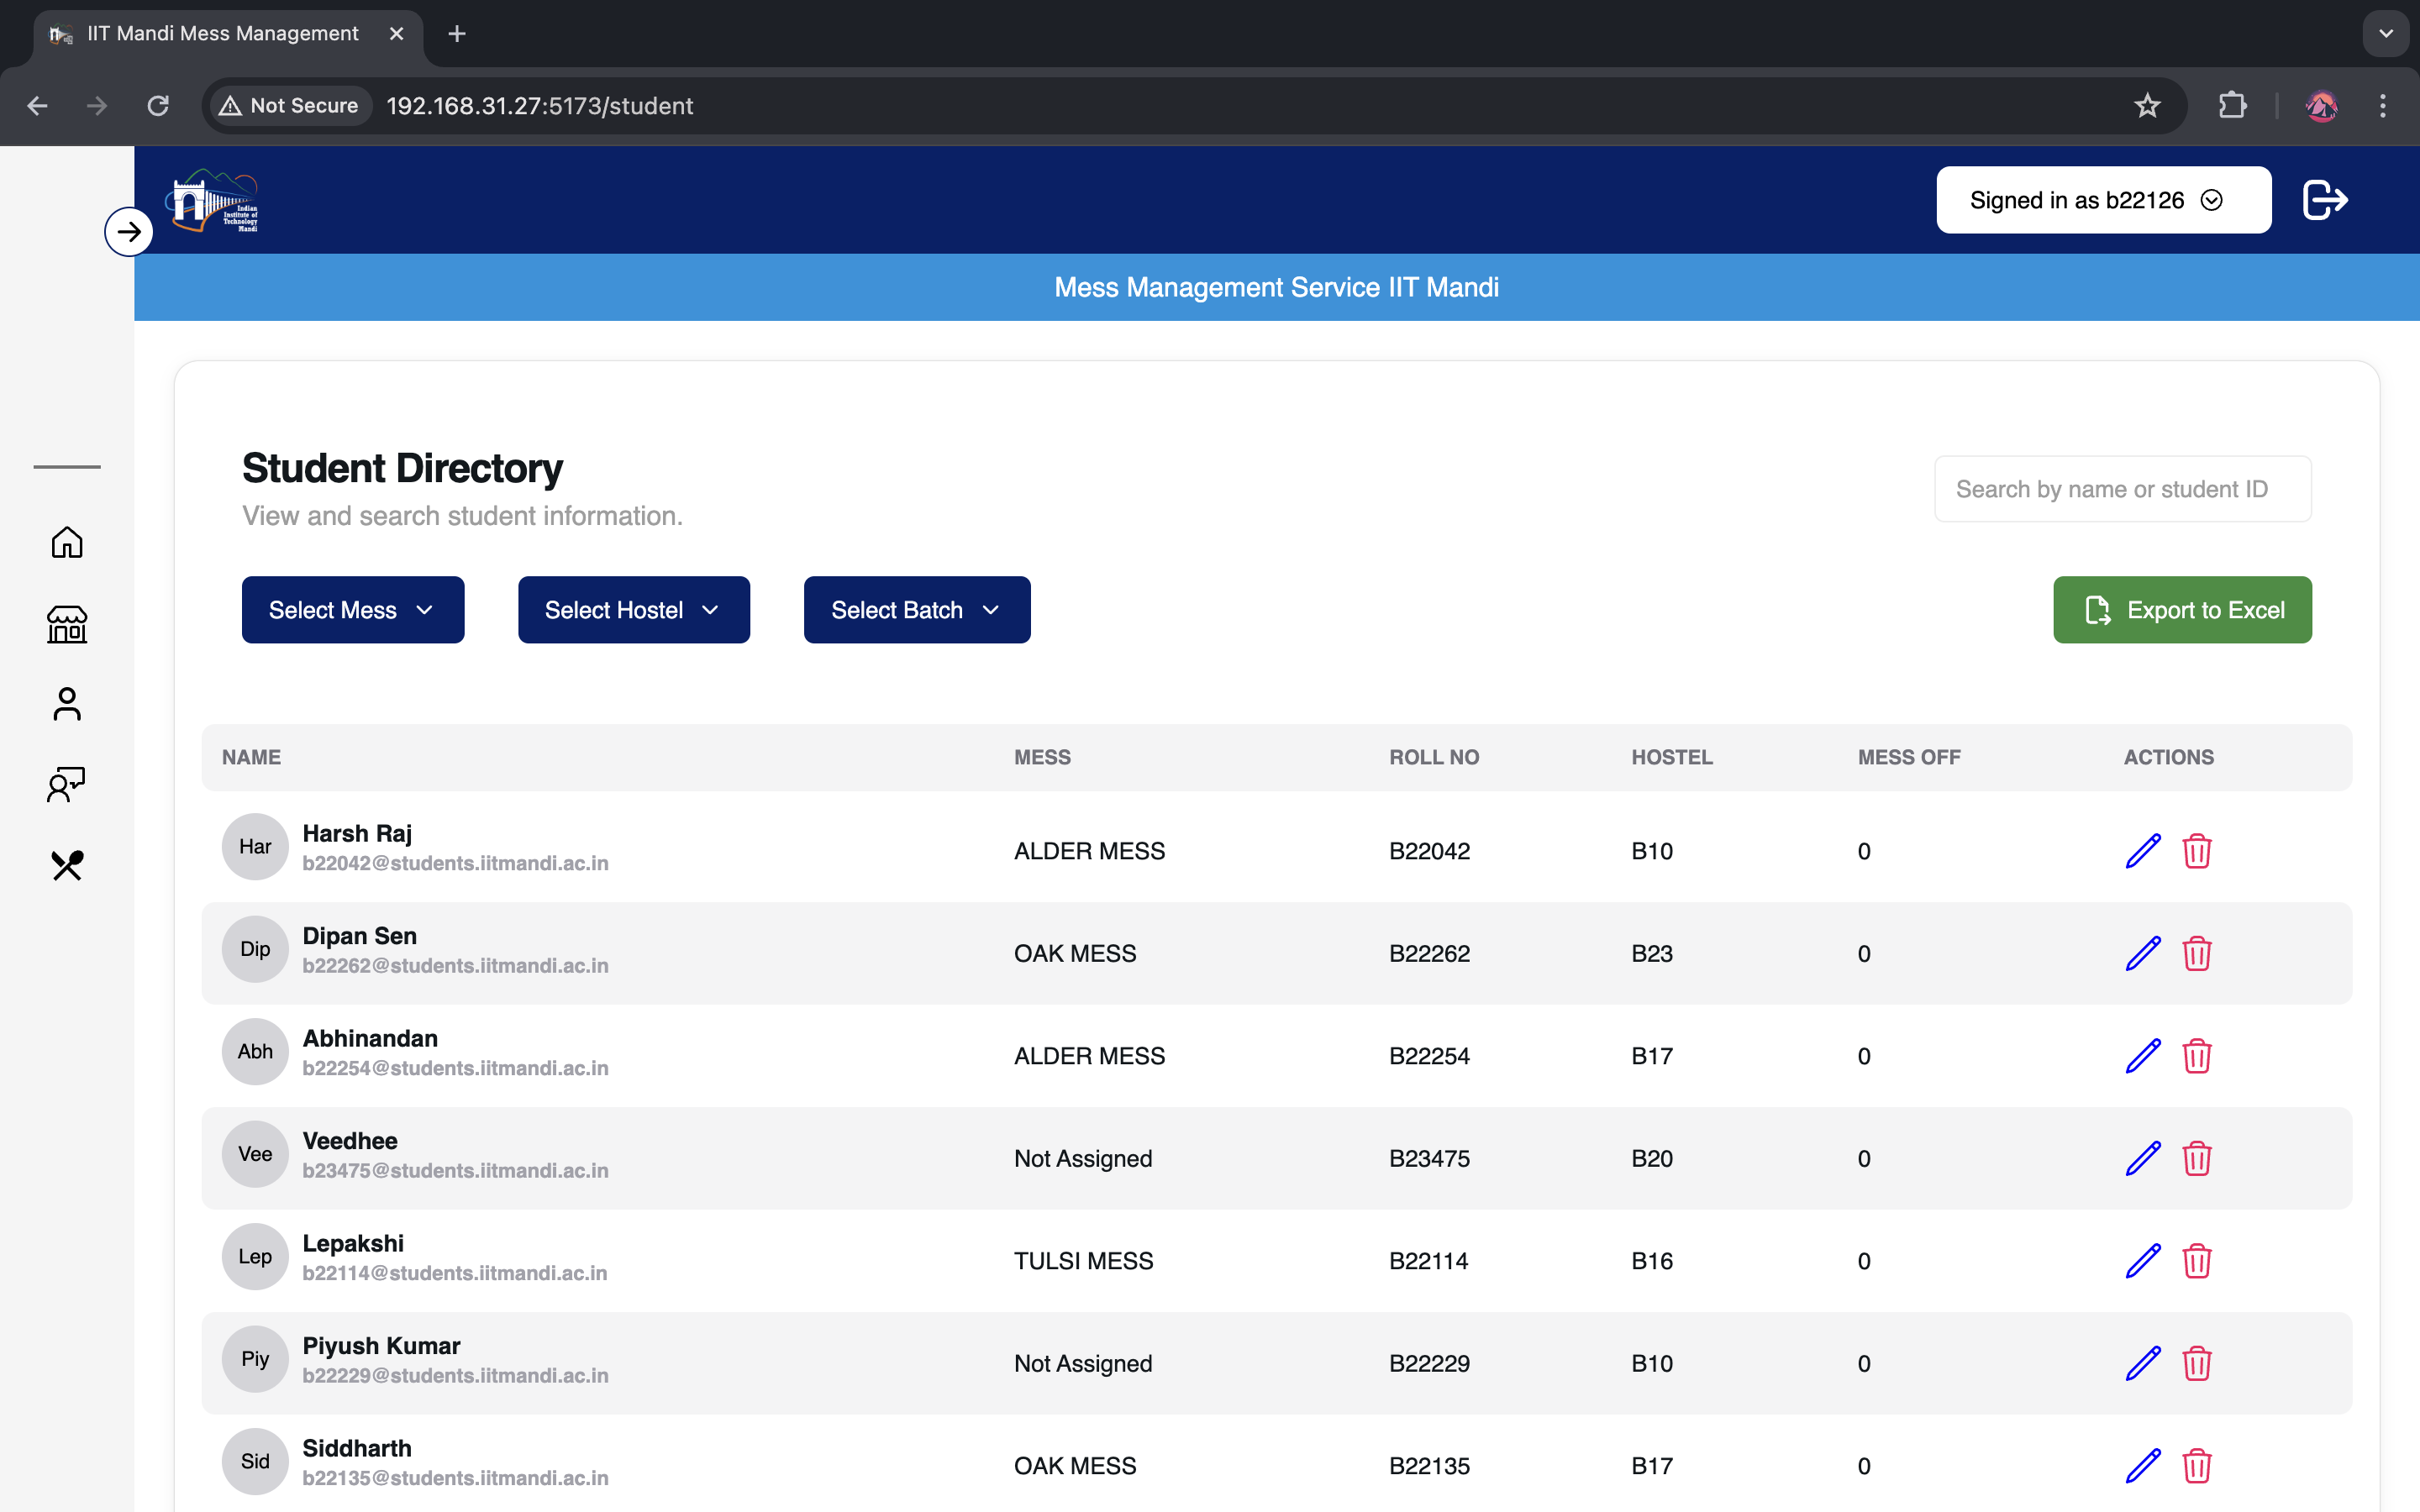 IIT Mandi Mess Management
Not Secure 192.168.31.27:5173/student
Indian
Institute of
Technology
Mandi
Signed in as b22126
Mess Management Service IIT Mandi
Student Directory
View and search student information.
Search by name or student ID
Select Mess Select Hostel Select Batch Export to Excel
NAME MESS ROLL NO HOSTEL MESS OFF ACTIONS
Har Harsh Raj
b22042@students.iitmandi.ac.in ALDER MESS B22042 B10 0
Dip Dipan Sen
b22262@students.iitmandi.ac.in OAK MESS B22262 B23 0
Abh Abhinandan
b22254@students.iitmandi.ac.in ALDER MESS B22254 B17 0
Vee Veedhee
b23475@students.iitmandi.ac.in Not Assigned B23475 B20 0
Lep Lepakshi
b22114@students.iitmandi.ac.in TULSI MESS B22114 B16 0
Piy Piyush Kumar
b22229@students.iitmandi.ac.in Not Assigned B22229 B10 0
Sid Siddharth
b22135@students.iitmandi.ac.in OAK MESS B22135 B17 0